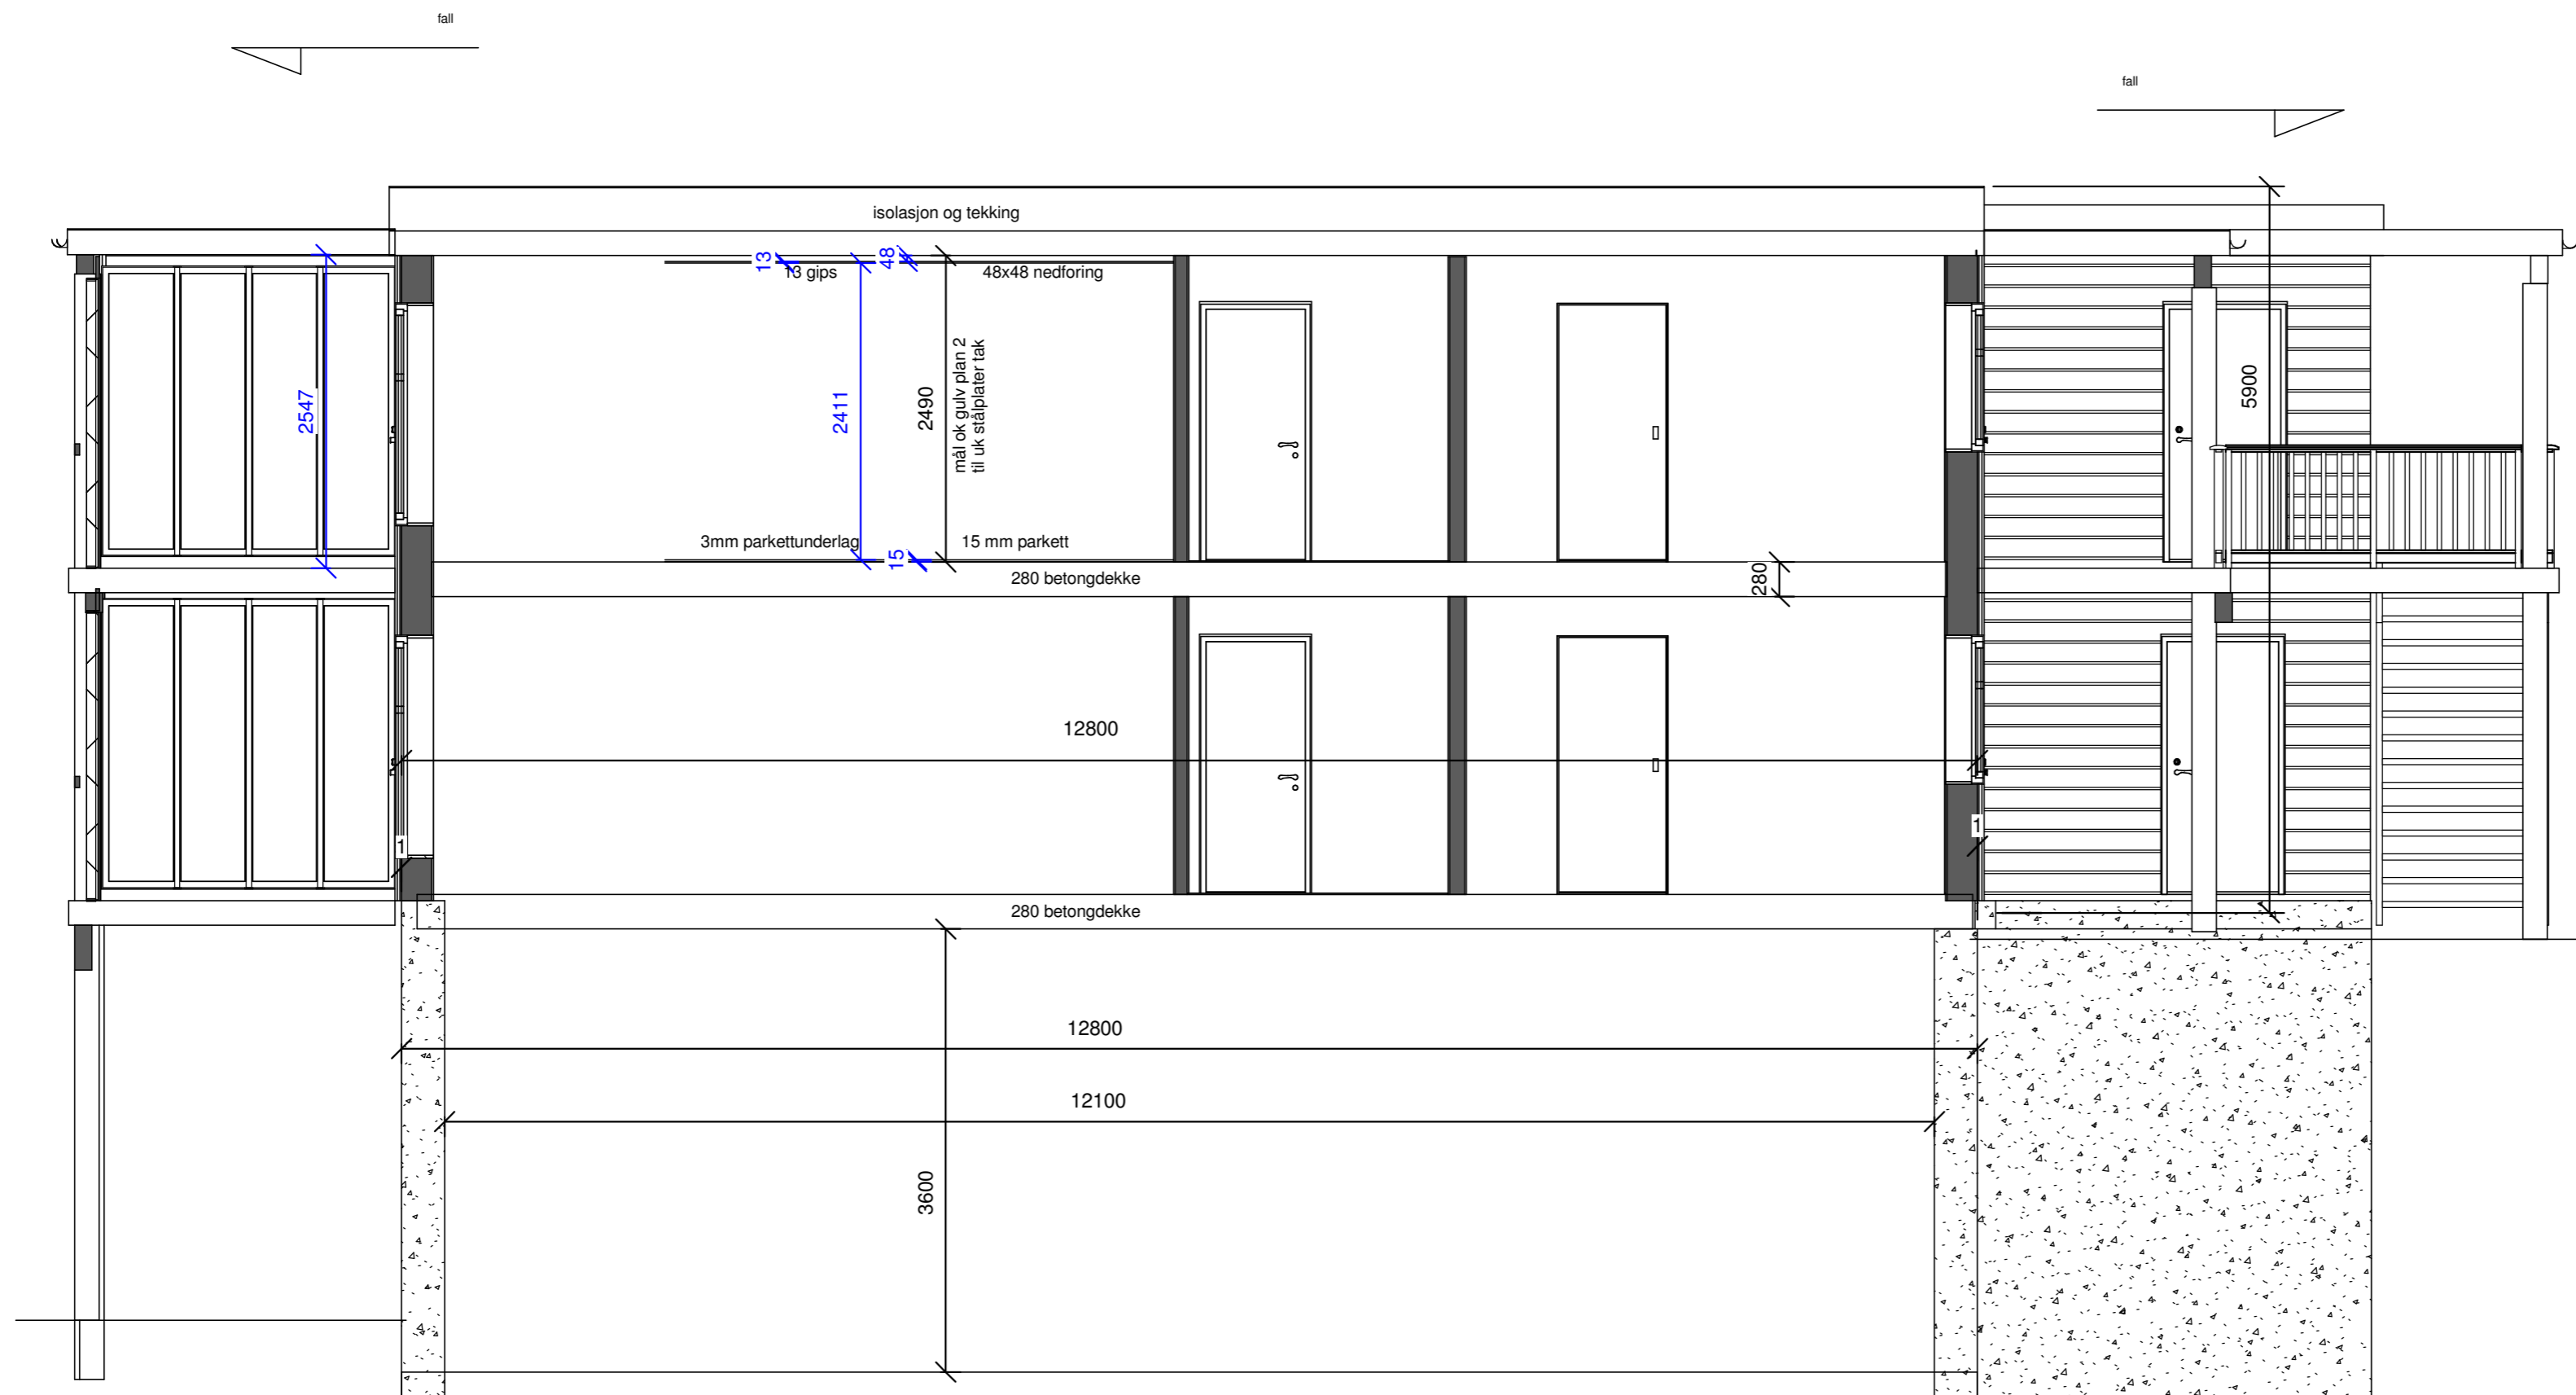 fall
fall
isolasjon og tekking
13
48
13 gips
48x48 nedforing
2547
2411
2490
mål ok gulv plan 2
til uk stålplater tak
5900
3mm parkettunderlag
15
15 mm parkett
280 betongdekke
280
12800
1
1
280 betongdekke
12800
12100
3600